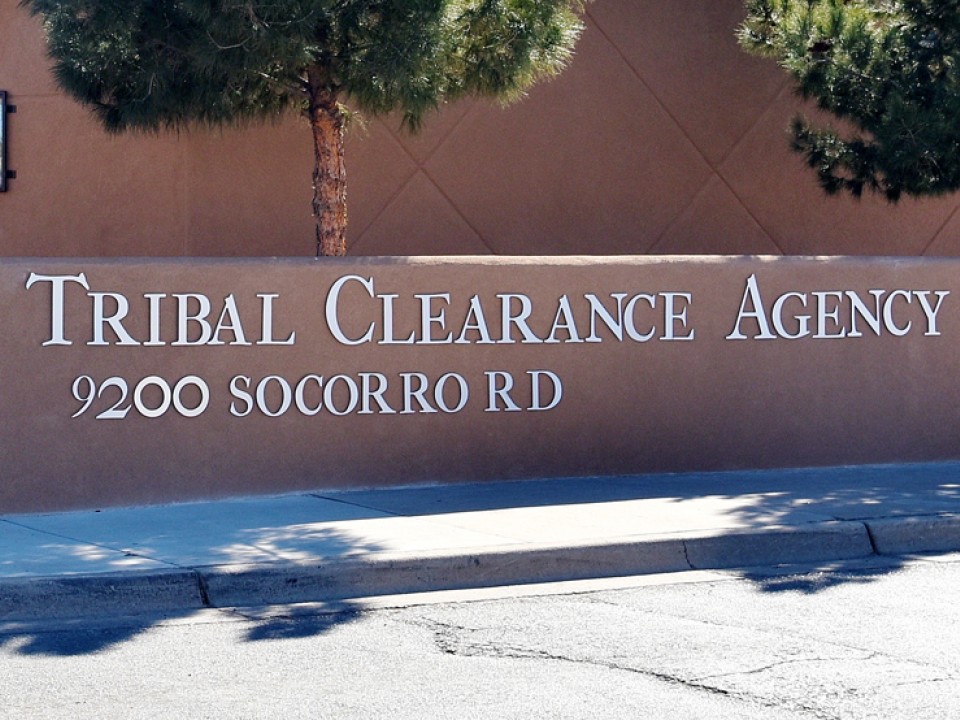 TRIBAL CLEARANCE AGENCY
9200 SOCORRO RD